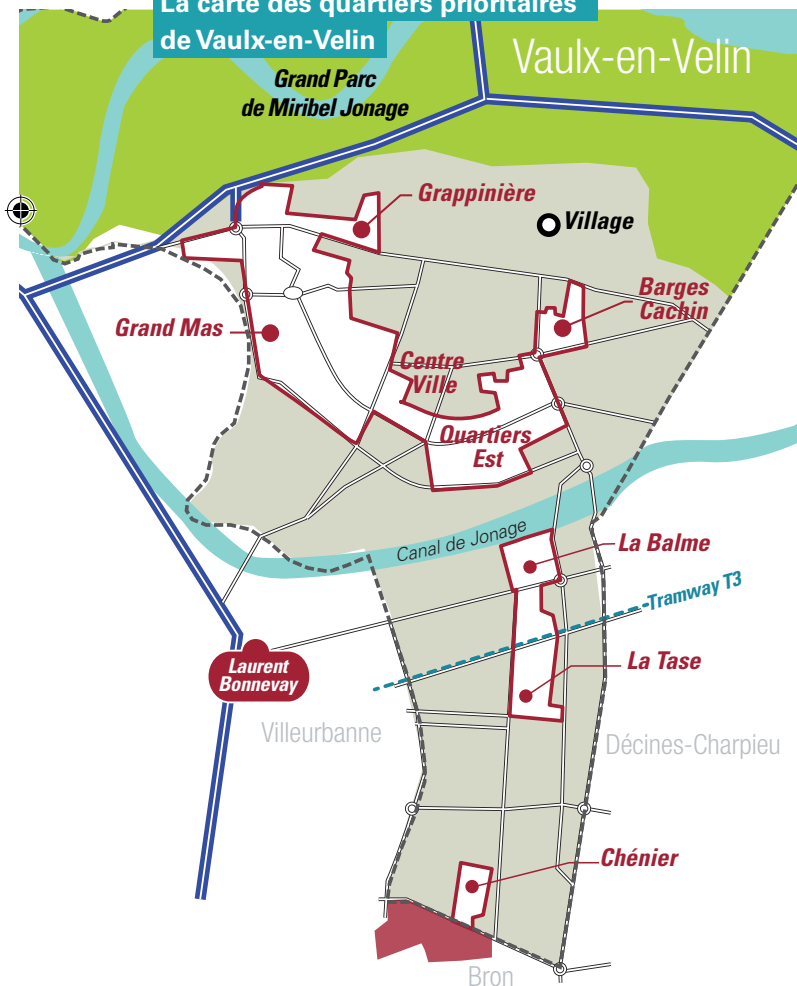 La carte des quartiers prioritaires
de Vaulx-en-Velin
Vaulx-en-Velin
Grand Parc
de Miribel Jonage
Grappinière
Village
Barges
Cachin
Grand Mas
Centre
Ville
Quartiers
Est
Canal de Jonage
La Balme
Tramway T3
Laurent
Bonnevay
La Tase
Villeurbanne
Décines-Charpieu
Chénier
Bron